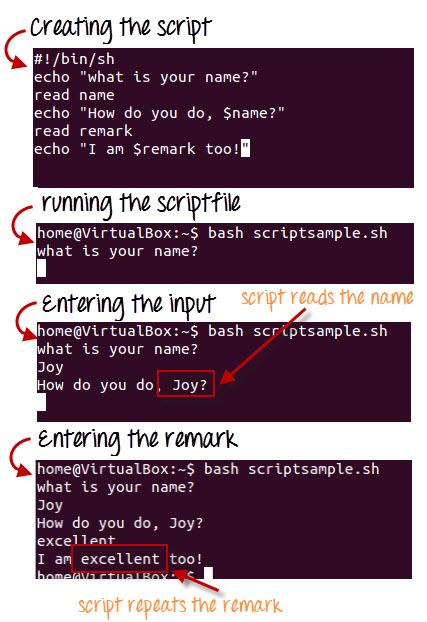 Creating the script
#!/bin/sh
echo "what is your name?"
read name
echo "How do you do, $name?"
read remark
echo "I am $remark too!"
running the scriptfile
home@VirtualBox:~$ bash scriptsample.sh
what is your name?
script reads the name
Entering the input
home@VirtualBox:~$ bash scriptsample.sh
what is your name?
Joy
How do you do, Joy?
Entering the remark
home@VirtualBox:~$ bash scriptsample.sh
what is your name?
Joy
How do you do, Joy?
excellent
I am excellent too!
home@VirtualBox:~$
script repeats the remark